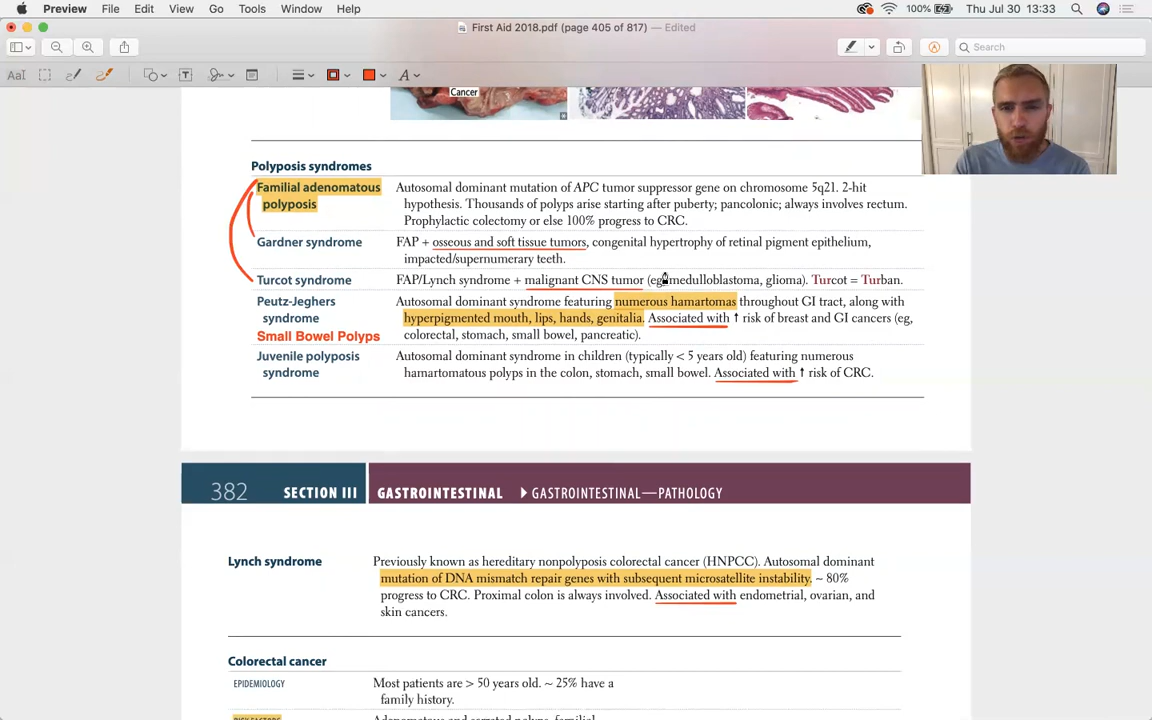 Preview File Edit View Go Tools Window Help 100% Thu Jul 30 13:33
First Aid 2018.pdf (page 405 of 817) — Edited
Search
Cancer
Polyposis syndromes
Familial adenomatous polyposis
Autosomal dominant mutation of APC tumor suppressor gene on chromosome 5q21. 2-hit
hypothesis. Thousands of polyps arise starting after puberty; pancolonic; always involves rectum.
Prophylactic colectomy or else 100% progress to CRC.
Gardner syndrome
FAP + osseous and soft tissue tumors, congenital hypertrophy of retinal pigment epithelium,
impacted/supernumerary teeth.
Turcot syndrome
FAP/Lynch syndrome + malignant CNS tumor (eg, medulloblastoma, glioma). Turcot = Turban.
Peutz-Jeghers
syndrome
Small Bowel Polyps
Autosomal dominant syndrome featuring numerous hamartomas throughout GI tract, along with
hyperpigmented mouth, lips, hands, genitalia. Associated with ↑ risk of breast and GI cancers (eg,
colorectal, stomach, small bowel, pancreatic).
Juvenile polyposis
syndrome
Autosomal dominant syndrome in children (typically < 5 years old) featuring numerous
hamartomatous polyps in the colon, stomach, small bowel. Associated with ↑ risk of CRC.
382 SECTION III GASTROINTESTINAL ▶ GASTROINTESTINAL—PATHOLOGY
Lynch syndrome
Previously known as hereditary nonpolyposis colorectal cancer (HNPCC). Autosomal dominant
mutation of DNA mismatch repair genes with subsequent microsatellite instability. ~ 80%
progress to CRC. Proximal colon is always involved. Associated with endometrial, ovarian, and
skin cancers.
Colorectal cancer
EPIDEMIOLOGY
Most patients are > 50 years old. ~ 25% have a
family history.
RISK FACTORS
Adenomatous and serrated polyps, familial